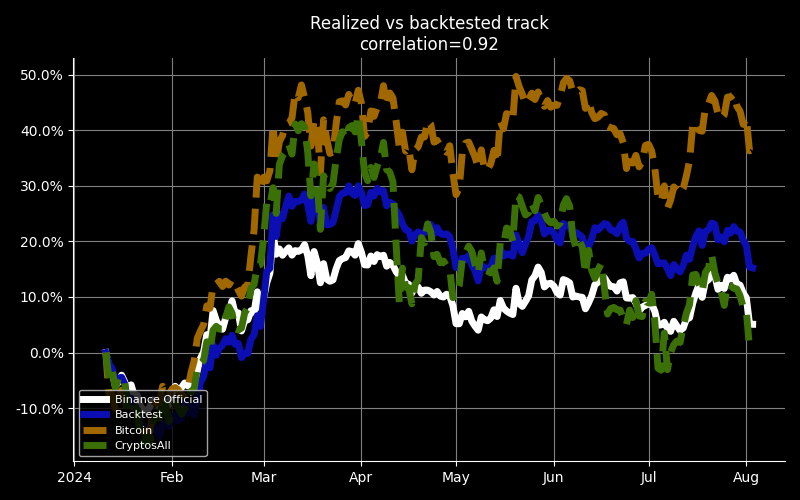 Realized vs backtested track
correlation=0.92
50.0%
40.0%
30.0%
20.0%
10.0%
0.0%
-10.0%
Binance Official
Backtest
Bitcoin
CryptosAll
2024 Feb Mar Apr May Jun Jul Aug